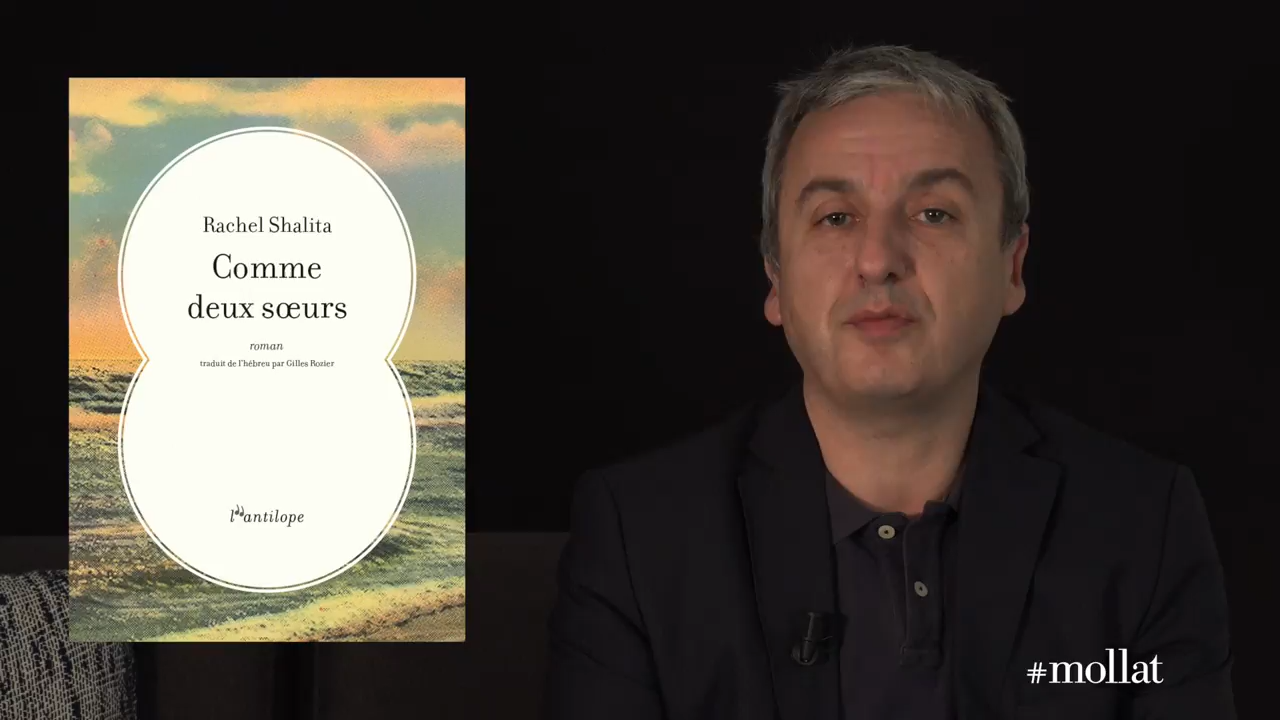 Rachel Shalita
Comme
deux sœurs
roman
traduit de l'hébreu par Gilles Rozier
l'antilope
#mollat